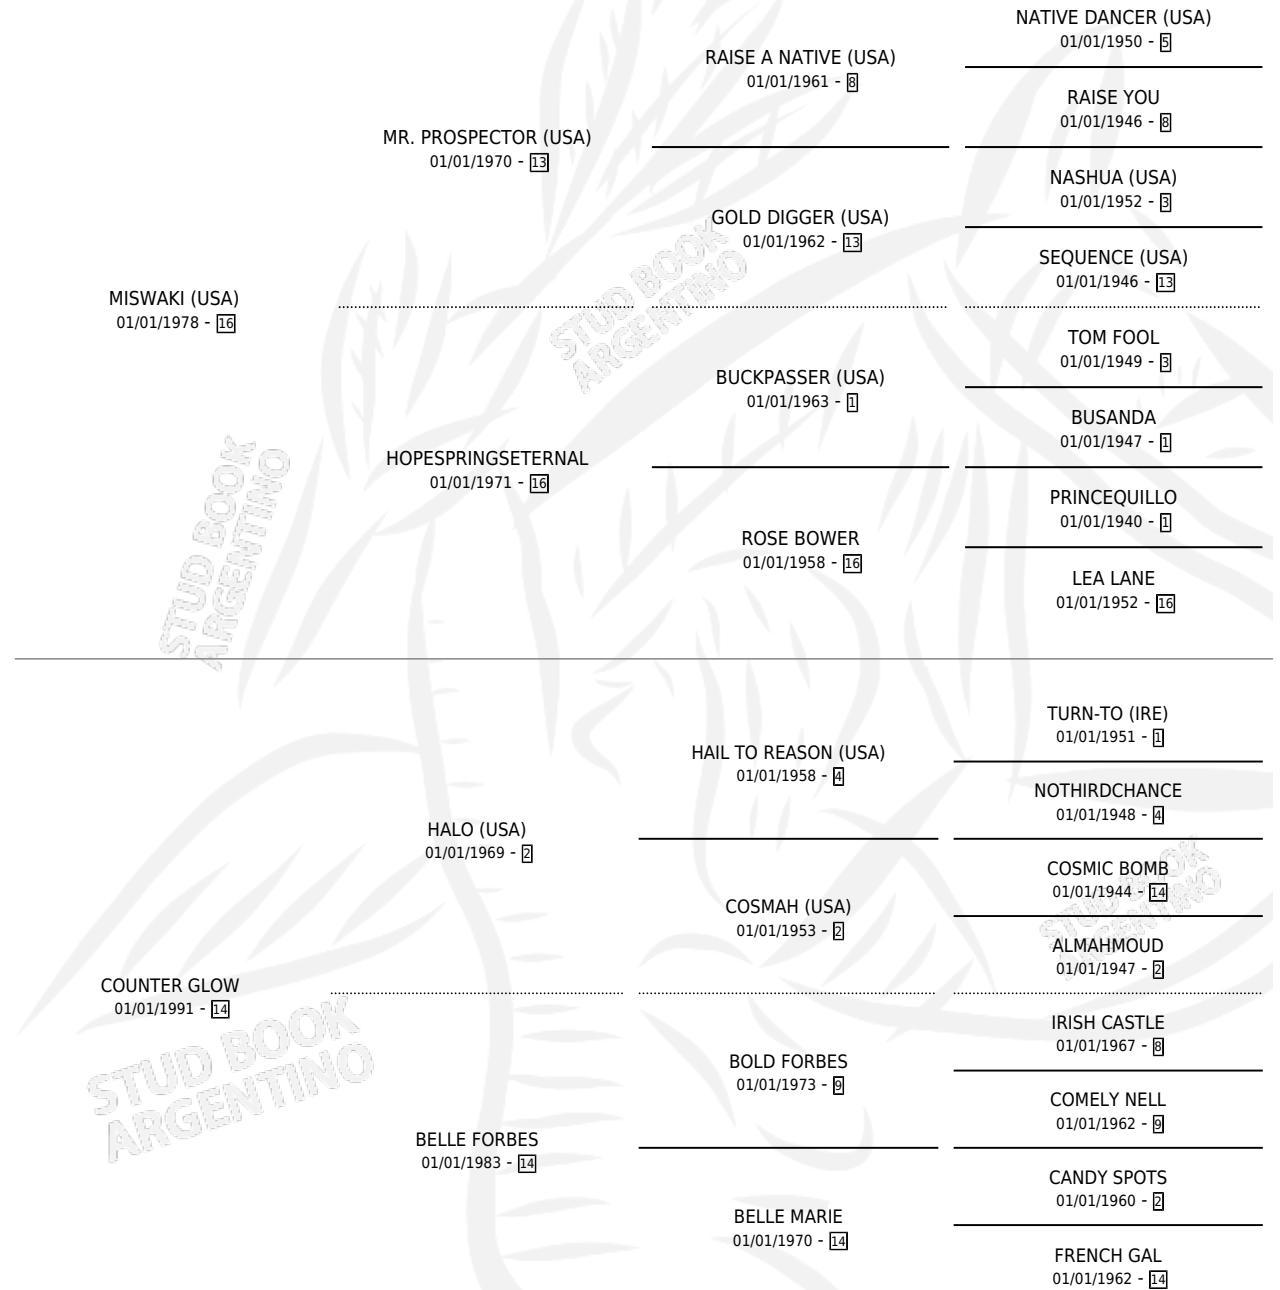 NATIVE DANCER (USA)
01/01/1950 - 5
RAISE A NATIVE (USA)
01/01/1961 - 8
RAISE YOU
01/01/1946 - 8
MR. PROSPECTOR (USA)
01/01/1970 - 13
NASHUA (USA)
01/01/1952 - 3
GOLD DIGGER (USA)
01/01/1962 - 13
SEQUENCE (USA)
01/01/1946 - 13
MISWAKI (USA)
01/01/1978 - 16
STUD BOOK
ARGENTINO
TOM FOOL
01/01/1949 - 3
BUCKPASSER (USA)
01/01/1963 - 1
BUSANDA
01/01/1947 - 1
HOPESPRINGSETERNAL
01/01/1971 - 16
PRINCEQUILLO
01/01/1940 - 1
ROSE BOWER
01/01/1958 - 16
LEA LANE
01/01/1952 - 16
STUD BOOK
ARGENTINO
TURN-TO (IRE)
01/01/1951 - 1
HAIL TO REASON (USA)
01/01/1958 - 4
NOTHIRDCHANCE
01/01/1948 - 4
HALO (USA)
01/01/1969 - 2
COSMIC BOMB
01/01/1944 - 14
COSMAH (USA)
01/01/1953 - 2
STUD BOOK
ARGENTINO
ALMAHMOUD
01/01/1947 - 2
COUNTER GLOW
01/01/1991 - 14
IRISH CASTLE
01/01/1967 - 8
BOLD FORBES
01/01/1973 - 9
STUD BOOK
ARGENTINO
COMELY NELL
01/01/1962 - 9
BELLE FORBES
01/01/1983 - 14
CANDY SPOTS
01/01/1960 - 2
BELLE MARIE
01/01/1970 - 14
FRENCH GAL
01/01/1962 - 14